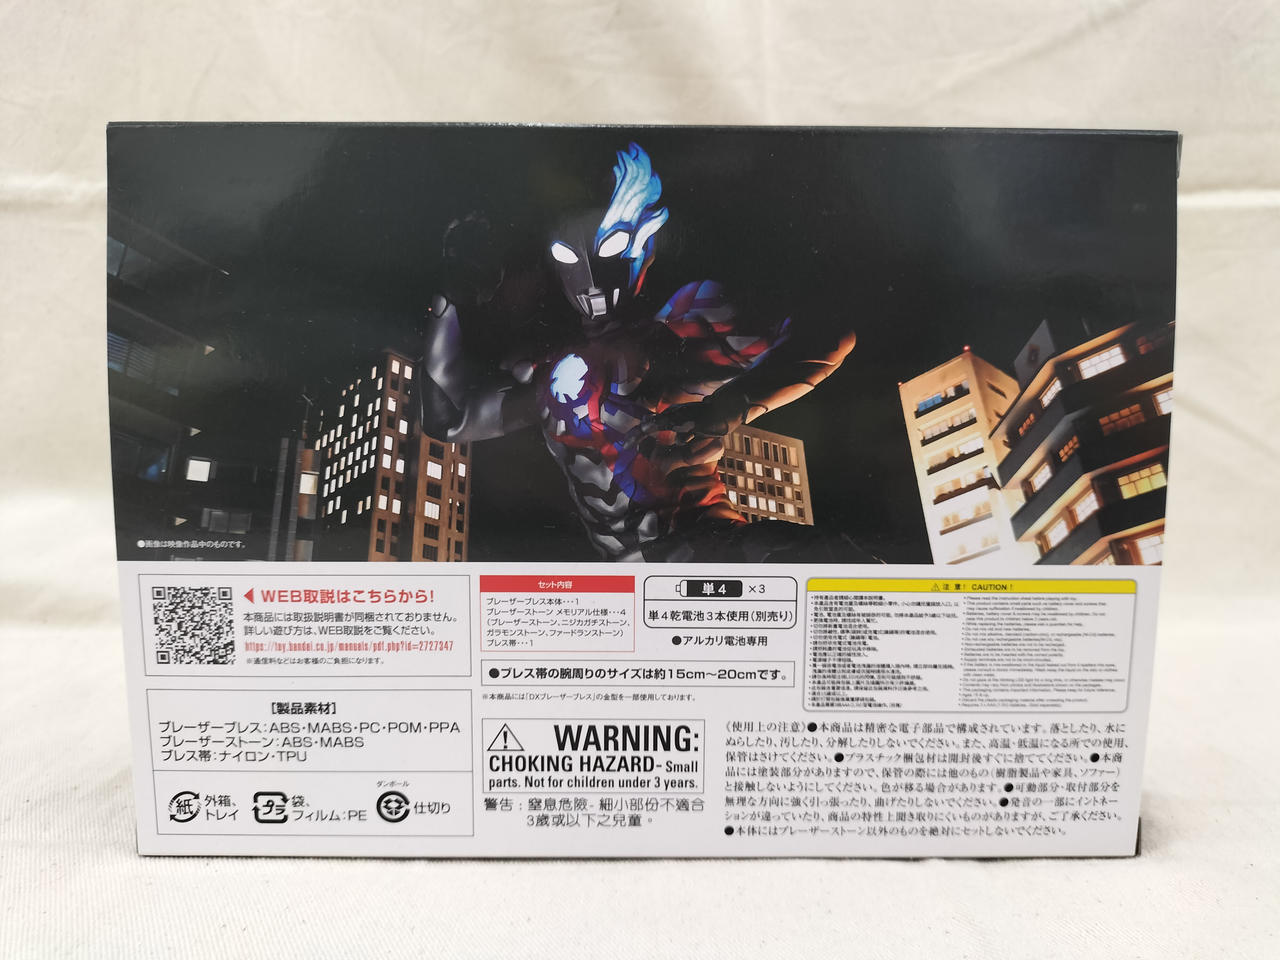 ●画像は映像作品中のものです。
WEB取説はこちらから!
本商品には取扱説明書が同梱されておりません。
詳しい遊び方は、WEB取説をご覧ください。
https://toy.bandai.co.jp/manuals/pdf.php?id=2727347
※通信料などはお客様のご負担になります。
【製品素材】
ブレーザーブレス:ABS・MABS・PC・POM・PPA
ブレーザーストーン:ABS・MABS
ブレス帯:ナイロン・TPU
紙
外箱、
トレイ
プラ
袋、
フィルム:PE
ダンボール
仕切り
セット内容
ブレーザーブレス本体・・・1
ブレーザーストーン メモリアル仕様・・・4
(ブレーザーストーン、ニジカガチストーン、
ガラモンストーン、ファードランストーン)
ブレス帯・・・1
単4 ×3
単4乾電池3本使用(別売り)
●アルカリ電池専用
●ブレス帯の腕周りのサイズは約15cm〜20cmです。
※本商品には「DXブレーザーブレス」の金型を一部使用しております。
WARNING:
CHOKING HAZARD- Small
parts. Not for children under 3 years.
警告:窒息危險- 細小部份不適合
3歲或以下之兒童。
注意! CAUTION!
《使用上の注意》●本商品は精密な電子部品で構成されています。落としたり、水に
ぬらしたり、汚したり、分解したりしないでください。また、高温・低温になる所での使用、
保管はさけてください。●プラスチック梱包材は開封後すぐに捨ててください。●本商
品には塗装部分がありますので、保管の際には他のもの(樹脂製品や家具、ソファー)
と接触しないようにしてください。色が移る場合があります。●可動部分・取付部分を
無理な方向に強く引っ張ったり、曲げたりしないでください。●発音の一部にイントネー
ションが違っていたり、商品の特性上聞き取りにくいものがありますが、ご了承ください。
●本体にはブレーザーストーン以外のものを絶対にセットしないでください。